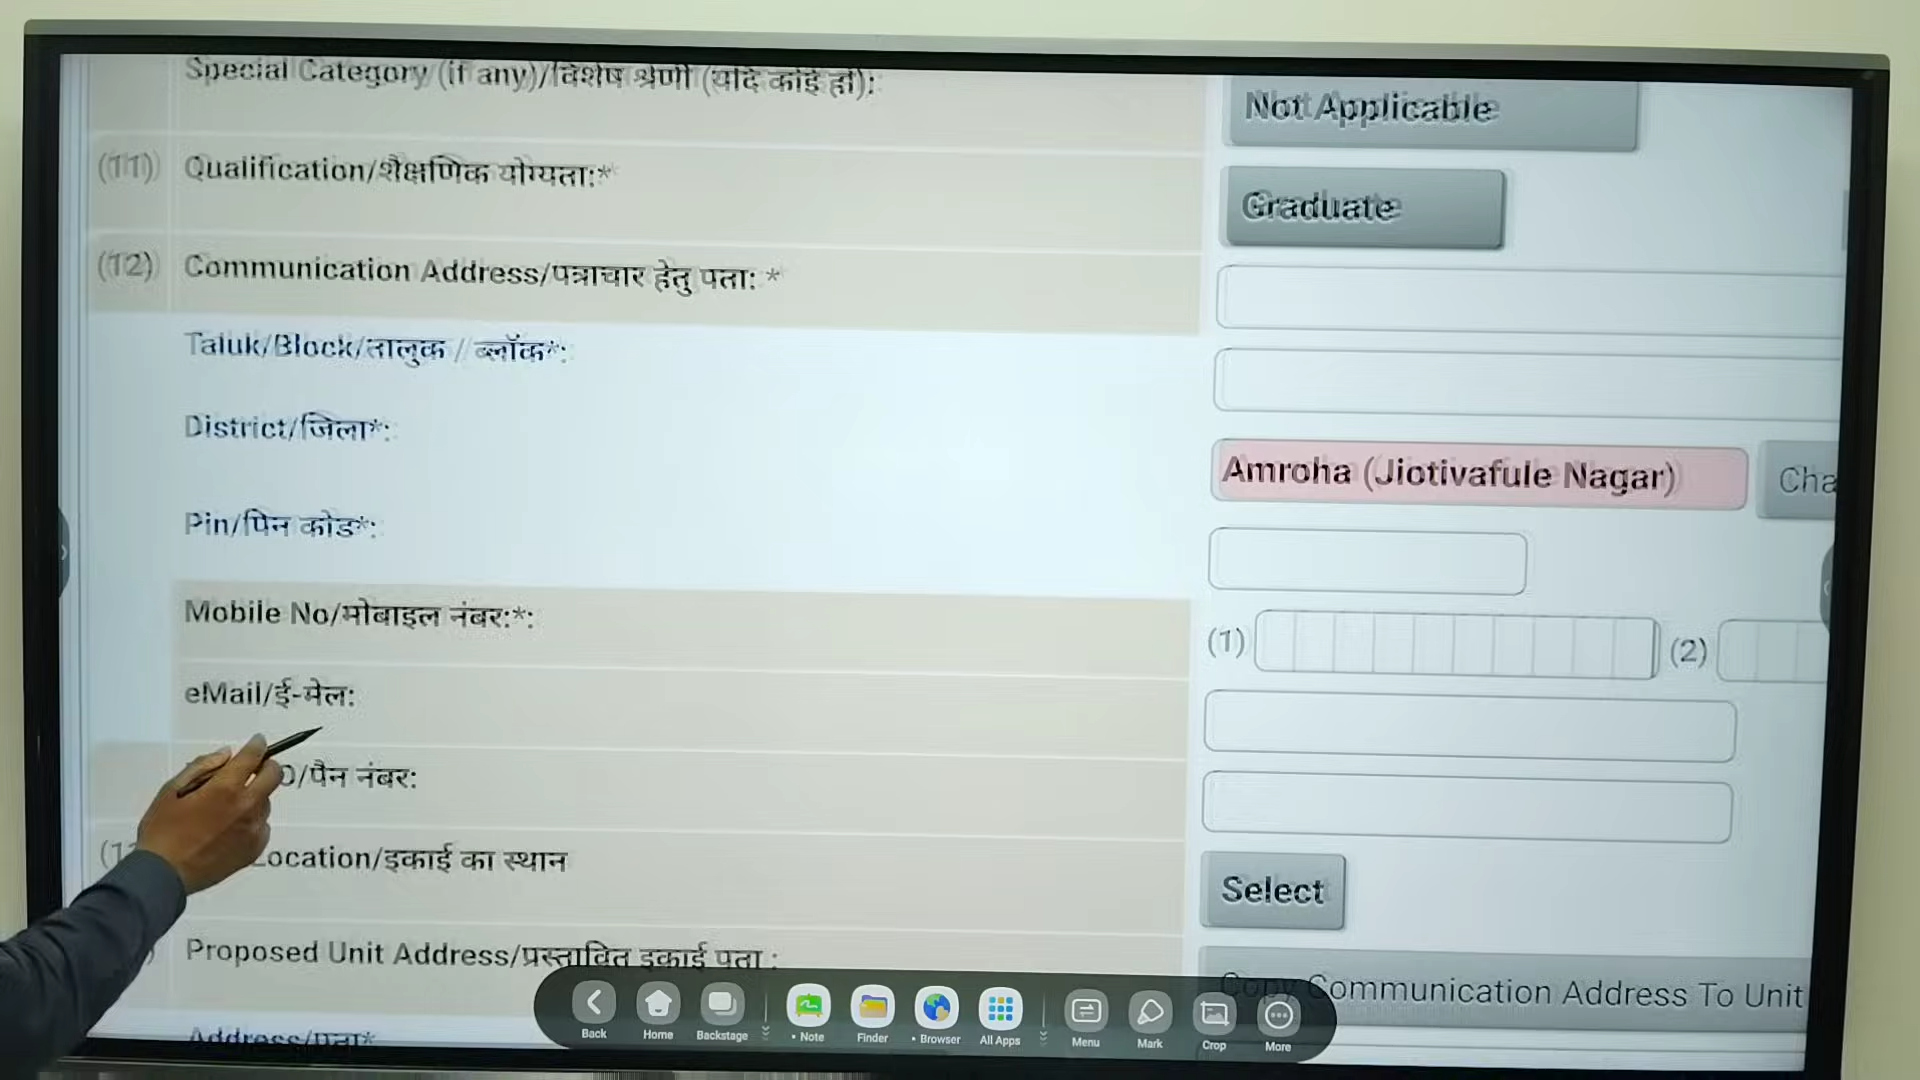 Special Category (if any)/विशेष श्रेणी (यदि कोई हो):
Not Applicable
(11) Qualification/शैक्षणिक योग्यता:*
Graduate
(12) Communication Address/पत्राचार हेतु पता: *
Taluk/Block/तालुक / ब्लॉक*:
District/जिला*:
Amroha (Jiotivafule Nagar)
Cha
Pin/पिन कोड*:
Mobile No/मोबाइल नंबर:*:
(1) (2)
eMail/ई-मेल:
O/पैन नंबर:
Location/इकाई का स्थान
Select
Proposed Unit Address/प्रस्तावित इकाई पता :
Copy Communication Address To Unit
Address/पता*
Back Home Backstage Note Finder Browser All Apps Menu Mark Crop More